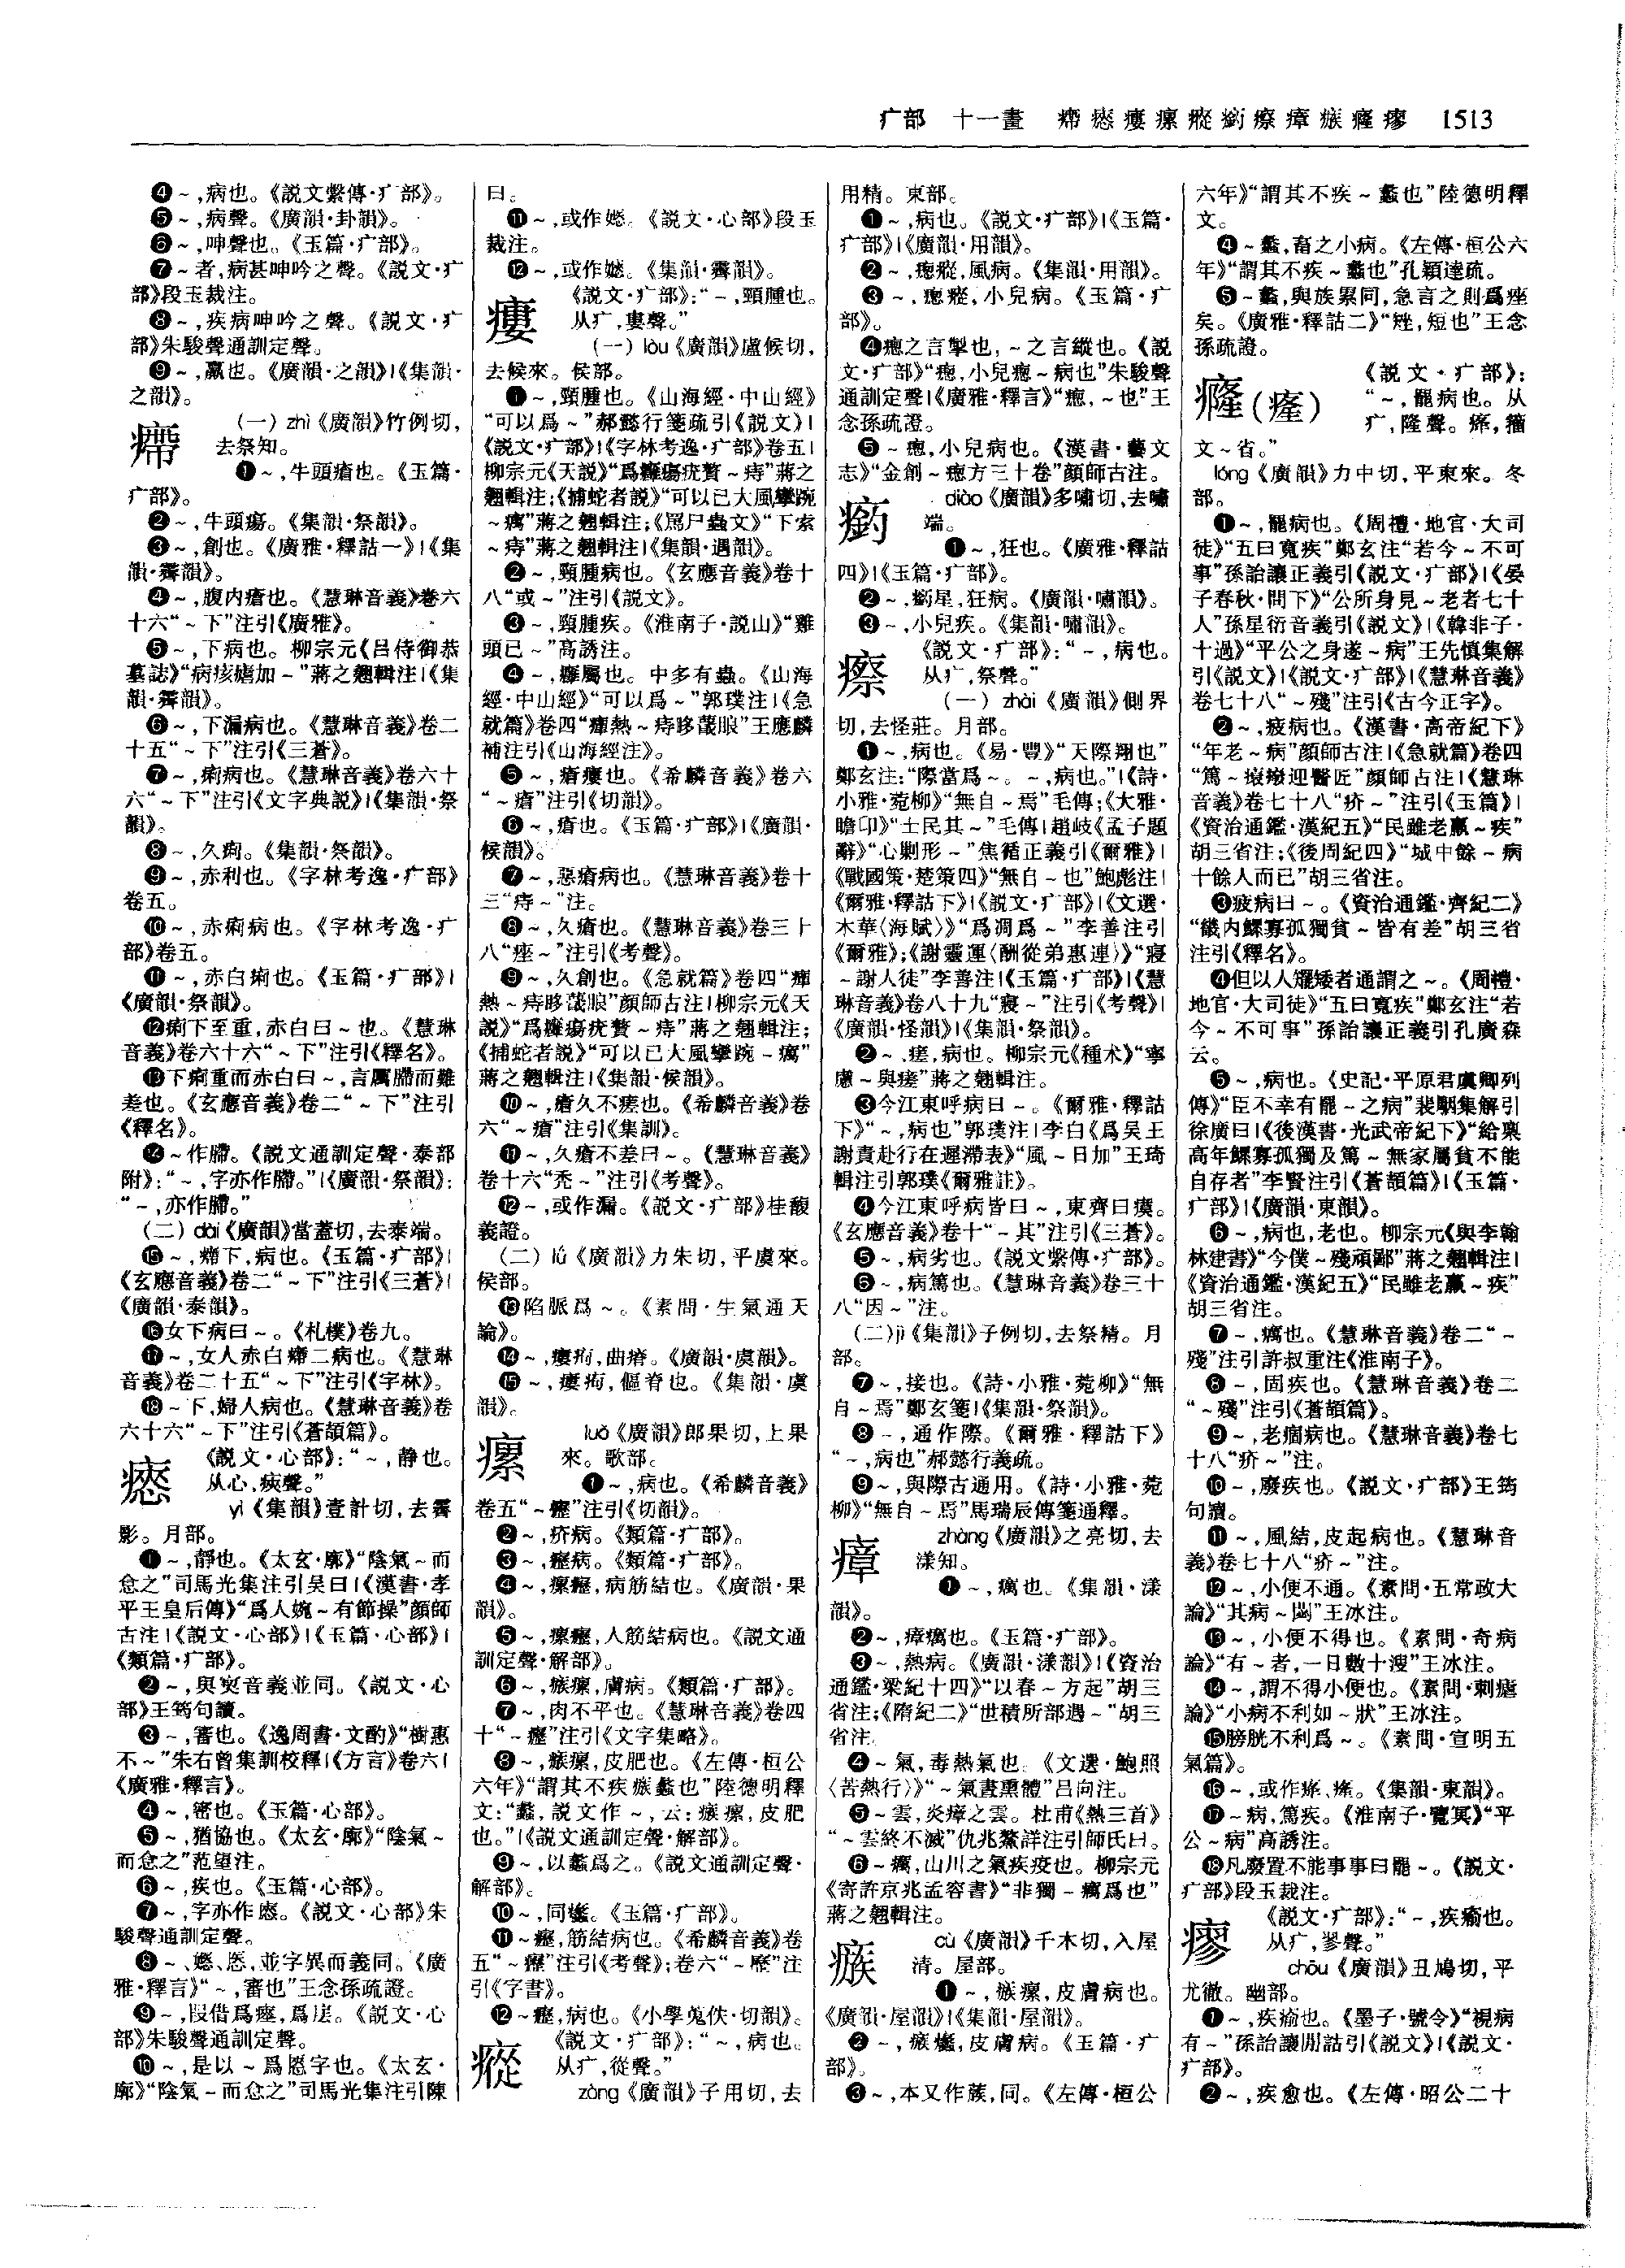 疒部 十一畫 㿃瘱瘻瘰瘲㿒瘵瘴瘯癃瘳 1513
❹~,病也。《説文繫傳·疒部》。
❺~,病聲。《廣韻·卦韻》。
❻~,呻聲也。《玉篇·疒部》。
❼~者,病甚呻吟之聲。《説文·疒
部》段玉裁注。
❽~,疾病呻吟之聲。《説文·疒
部》朱駿聲通訓定聲。
❾~,羸也。《廣韻·之韻》|《集韻·
之韻》。
㿃
(一) zhì《廣韻》竹例切,
去祭知。
❶~,牛頭瘡也。《玉篇·
疒部》。
❷~,牛頭瘍。《集韻·祭韻》。
❸~,創也。《廣雅·釋詁一》|《集
韻·霽韻》。
❹~,腹内瘡也。《慧琳音義》卷六
十六“~下”注引《廣雅》。
❺~,下病也。柳宗元《吕侍御恭
墓誌》“病痎㿃加~”蔣之翹輯注|《集
韻·霽韻》。
❻~,下漏病也。《慧琳音義》卷二
十五“~下”注引《三蒼》。
❼~,痢病也。《慧琳音義》卷六十
六“~下”注引《文字典説》|《集韻·祭
韻》。
❽~,久痢。《集韻·祭韻》。
❾~,赤利也。《字林考逸·疒部》
卷五。
❿~,赤痢病也。《字林考逸·疒
部》卷五。
⓫~,赤白痢也。《玉篇·疒部》|
《廣韻·祭韻》。
⓬痢下至重,赤白曰~也。《慧琳
音義》卷六十六“~下”注引《釋名》。
⓭下痢重而赤白曰~,言厲㿃而難
差也。《玄應音義》卷二“~下”注引
《釋名》。
⓮~作䐭。《説文通訓定聲·泰部
附》:“~,字亦作䐭。”|《廣韻·祭韻》:
“~,亦作䐭。”
(二) dài《廣韻》當蓋切,去泰端。
⓯~,㿃下,病也。《玉篇·疒部》|
《玄應音義》卷二“~下”注引《三蒼》|
《廣韻·泰韻》。
⓰女下病曰~。《札樸》卷九。
⓱~,女人赤白㿃二病也。《慧琳
音義》卷二十五“~下”注引《字林》。
⓲~下,婦人病也。《慧琳音義》卷
六十六“~下”注引《蒼頡篇》。
瘱
《説文·心部》:“~,静也。
从心,㾜聲。”
yì《集韻》壹計切,去霽
影。月部。
❶~,靜也。《太玄·廓》“陰氣~而
㤅之”司馬光集注引吴曰|《漢書·孝
平王皇后傳》“爲人婉~有節操”顔師
古注|《説文·心部》|《玉篇·心部》|
《類篇·疒部》。
❷~,與㝣音義並同。《説文·心
部》王筠句讀。
❸~,審也。《逸周書·文酌》“樹惠
不~”朱右曾集訓校釋|《方言》卷六|
《廣雅·釋言》。
❹~,密也。《玉篇·心部》。
❺~,猶協也。《太玄·廓》“陰氣~
而㤅之”范望注。
❻~,疾也。《玉篇·心部》。
❼~,字亦作㥷。《説文·心部》朱
駿聲通訓定聲。
❽~、嫕、㥷,並字異而義同。《廣
雅·釋言》“~,審也”王念孫疏證。
❾~,叚借爲㾜,爲㞃。《説文·心
部》朱駿聲通訓定聲。
❿~,是以~爲㥷字也。《太玄·
廓》“陰氣~而㤅之”司馬光集注引陳
曰。
⓫~,或作嫕。《説文·心部》段玉
裁注。
⓬~,或作嫕。《集韻·霽韻》。
瘻
《説文·疒部》:“~,頸腫也。
从疒,婁聲。”
(一) lòu《廣韻》盧候切,
去候來。侯部。
❶~,頸腫也。《山海經·中山經》
“可以爲~”郝懿行箋疏引《説文》|
《説文·疒部》|《字林考逸·疒部》卷五|
柳宗元《天説》“爲癰瘍疣贅~痔”蔣之
翹輯注;《捕蛇者説》“可以已大風攣踠
~癘”蔣之翹輯注;《駡尸蟲文》“下索
~痔”蔣之翹輯注|《集韻·遇韻》。
❷~,頸腫病也。《玄應音義》卷十
八“或~”注引《説文》。
❸~,頸腫疾。《淮南子·説山》“雞
頭已~”高誘注。
❹~,癰屬也。中多有蟲。《山海
經·中山經》“可以爲~”郭璞注|《急
就篇》卷四“癉熱~痔眵䁾眼”王應麟
補注引《山海經注》。
❺~,瘡瘻也。《希麟音義》卷六
“~瘡”注引《切韻》。
❻~,瘡也。《玉篇·疒部》|《廣韻·
候韻》。
❼~,惡瘡病也。《慧琳音義》卷十
三“痔~”注。
❽~,久瘡也。《慧琳音義》卷三十
八“痤~”注引《考聲》。
❾~,久創也。《急就篇》卷四“癉
熱~痔眵䁾眼”顔師古注|柳宗元《天
説》“爲癰瘍疣贅~痔”蔣之翹輯注;
《捕蛇者説》“可以已大風攣踠~癘”
蔣之翹輯注|《集韻·候韻》。
❿~,瘡久不瘥也。《希麟音義》卷
六“~瘡”注引《集訓》。
⓫~,久瘡不差曰~。《慧琳音義》
卷十六“禿~”注引《考聲》。
⓬~,或作漏。《説文·疒部》桂馥
義證。
(二) lǘ《廣韻》力朱切,平虞來。
侯部。
⓭陷脈爲~。《素問·生氣通天
論》。
⓮~,瘻痀,曲瘠。《廣韻·虞韻》。
⓯~,瘻痀,傴脊也。《集韻·虞
韻》。
瘰
luǒ《廣韻》郎果切,上果
來。歌部。
❶~,病也。《希麟音義》
卷五“~癧”注引《切韻》。
❷~,疥病。《類篇·疒部》。
❸~,癧病。《類篇·疒部》。
❹~,瘰癧,病筋結也。《廣韻·果
韻》。
❺~,瘰癧,人筋結病也。《説文通
訓定聲·解部》。
❻~,瘯瘰,膚病。《類篇·疒部》。
❼~,肉不平也。《慧琳音義》卷四
十“~癧”注引《文字集略》。
❽~,瘯瘰,皮肥也。《左傳·桓公
六年》“謂其不疾瘯蠡也”陸德明釋
文:“蠡,説文作~,云:瘯瘰,皮肥
也。”|《説文通訓定聲·解部》。
❾~,以蠡爲之。《説文通訓定聲·
解部》。
❿~,同㿚。《玉篇·疒部》。
⓫~癧,筋結病也。《希麟音義》卷
五“~癧”注引《考聲》;卷六“~癧”注
引《字書》。
⓬~癧,病也。《小學蒐佚·切韻》。
瘲
《説文·疒部》:“~,病也。
从疒,從聲。”
zòng《廣韻》子用切,去
用精。東部。
❶~,病也。《説文·疒部》|《玉篇·
疒部》|《廣韻·用韻》。
❷~,瘛瘲,風病。《集韻·用韻》。
❸~,瘛瘲,小兒病。《玉篇·疒
部》。
❹瘛之言掣也,~之言縱也。《説
文·疒部》“瘛,小兒瘛~病也”朱駿聲
通訓定聲|《廣雅·釋言》“瘛,~也”王
念孫疏證。
❺~瘛,小兒病也。《漢書·藝文
志》“金創~瘛方三十卷”顔師古注。
㿒
diào《廣韻》多嘯切,去嘯
端。
❶~,狂也。《廣雅·釋詁
四》|《玉篇·疒部》。
❷~,㿒星,狂病。《廣韻·嘯韻》。
❸~,小兒疾。《集韻·嘯韻》。
瘵
《説文·疒部》:“~,病也。
从疒,祭聲。”
(一) zhài《廣韻》側界
切,去怪莊。月部。
❶~,病也。《易·豐》“天際翔也”
鄭玄注:“際當爲~。~,病也。”|《詩·
小雅·菀柳》“無自~焉”毛傳;《大雅·
瞻卬》“士民其~”毛傳|趙岐《孟子題
辭》“心剿形~”焦循正義引《爾雅》|
《戰國策·楚策四》“無自~也”鮑彪注|
《爾雅·釋詁下》|《説文·疒部》|《文選·
木華〈海賦〉》“爲凋爲~”李善注引
《爾雅》;《謝靈運〈酬從弟惠連〉》“寢
~謝人徒”李善注|《玉篇·疒部》|《慧
琳音義》卷八十九“寢~”注引《考聲》|
《廣韻·怪韻》|《集韻·祭韻》。
❷~、瘥,病也。柳宗元《種术》“寧
慮~與瘥”蔣之翹輯注。
❸今江東呼病曰~。《爾雅·釋詁
下》“~,病也”郭璞注|李白《爲吴王
謝責赴行在遲滯表》“風~日加”王琦
輯注引郭璞《爾雅註》。
❹今江東呼病皆曰~,東齊曰瘼。
《玄應音義》卷十“~其”注引《三蒼》。
❺~,病劣也。《説文繫傳·疒部》。
❻~,病篤也。《慧琳音義》卷三十
八“因~”注。
(二) jì《集韻》子例切,去祭精。月
部。
❼~,接也。《詩·小雅·菀柳》“無
自~焉”鄭玄箋|《集韻·祭韻》。
❽~,通作際。《爾雅·釋詁下》
“~,病也”郝懿行義疏。
❾~,與際古通用。《詩·小雅·菀
柳》“無自~焉”馬瑞辰傳箋通釋。
瘴
zhàng《廣韻》之亮切,去
漾知。
❶~,癘也。《集韻·漾
韻》。
❷~,瘴癘也。《玉篇·疒部》。
❸~,熱病。《廣韻·漾韻》|《資治
通鑑·梁紀十四》“以春~方起”胡三
省注;《隋紀二》“世積所部遇~”胡三
省注。
❹~氣,毒熱氣也。《文選·鮑照
〈苦熱行〉》“~氣晝熏體”吕向注。
❺~雲,炎瘴之雲。杜甫《熱三首》
“~雲終不滅”仇兆鰲詳注引師氏曰。
❻~癘,山川之氣疾疫也。柳宗元
《寄許京兆孟容書》“非獨~癘爲也”
蔣之翹輯注。
瘯
cù《廣韻》千木切,入屋
清。屋部。
❶~,瘯瘰,皮膚病也。
《廣韻·屋韻》|《集韻·屋韻》。
❷~,瘯㿚,皮膚病。《玉篇·疒
部》。
❸~,本又作蔟,同。《左傳·桓公
六年》“謂其不疾~蠡也”陸德明釋
文。
❹~蠡,畜之小病。《左傳·桓公六
年》“謂其不疾~蠡也”孔穎達疏。
❺~蠡,與族累同,急言之則爲痤
矣。《廣雅·釋詁二》“矬,短也”王念
孫疏證。
癃(㾮)
《説文·疒部》:
“~,罷病也。从
疒,隆聲。㾮,籀
文~省。”
lóng《廣韻》力中切,平東來。冬
部。
❶~,罷病也。《周禮·地官·大司
徒》“五曰寬疾”鄭玄注“若今~不可
事”孫詒讓正義引《説文·疒部》|《晏
子春秋·問下》“公所身見~老者七十
人”孫星衍音義引《説文》|《韓非子·
十過》“平公之身遂~病”王先慎集解
引《説文》|《説文·疒部》|《慧琳音義》
卷七十八“~殘”注引《古今正字》。
❷~,疲病也。《漢書·高帝紀下》
“年老~病”顔師古注|《急就篇》卷四
“篤~㾱癈迎醫匠”顔師古注|《慧琳
音義》卷七十八“疥~”注引《玉篇》|
《資治通鑑·漢紀五》“民雖老羸~疾”
胡三省注;《後周紀四》“城中餘~病
十餘人而已”胡三省注。
❸疲病曰~。《資治通鑑·齊紀二》
“畿内鰥寡孤獨貧~皆有差”胡三省
注引《釋名》。
❹但以人㿑矮者通謂之~。《周禮·
地官·大司徒》“五曰寬疾”鄭玄注“若
今~不可事”孫詒讓正義引孔廣森
云。
❺~,病也。《史記·平原君虞卿列
傳》“臣不幸有罷~之病”裴駰集解引
徐廣曰|《後漢書·光武帝紀下》“給稟
高年鰥寡孤獨及篤~無家屬貧不能
自存者”李賢注引《蒼頡篇》|《玉篇·
疒部》|《廣韻·東韻》。
❻~,病也,老也。柳宗元《與李翰
林建書》“今僕~殘頑鄙”蔣之翹輯注|
《資治通鑑·漢紀五》“民雖老羸~疾”
胡三省注。
❼~,癘也。《慧琳音義》卷二“~
殘”注引許叔重注《淮南子》。
❽~,固疾也。《慧琳音義》卷二
“~殘”注引《蒼頡篇》。
❾~,老痼病也。《慧琳音義》卷七
十八“疥~”注。
❿~,廢疾也。《説文·疒部》王筠
句讀。
⓫~,風結,皮起病也。《慧琳音
義》卷七十八“疥~”注。
⓬~,小便不通。《素問·五常政大
論》“其病~閟”王冰注。
⓭~,小便不得也。《素問·奇病
論》“有~者,一日數十溲”王冰注。
⓮~,謂不得小便也。《素問·刺瘧
論》“小病不利如~狀”王冰注。
⓯膀胱不利爲~。《素問·宣明五
氣篇》。
⓰~,或作㾮、㾮。《集韻·東韻》。
⓱~病,篤疾。《淮南子·覽冥》“平
公~病”高誘注。
⓲凡廢置不能事事曰罷~。《説文·
疒部》段玉裁注。
瘳
《説文·疒部》:“~,疾瘉也。
从疒,翏聲。”
chōu《廣韻》丑鳩切,平
尤徹。幽部。
❶~,疾瘉也。《墨子·號令》“視病
有~”孫詒讓閒詁引《説文》|《説文·
疒部》。
❷~,疾愈也。《左傳·昭公二十